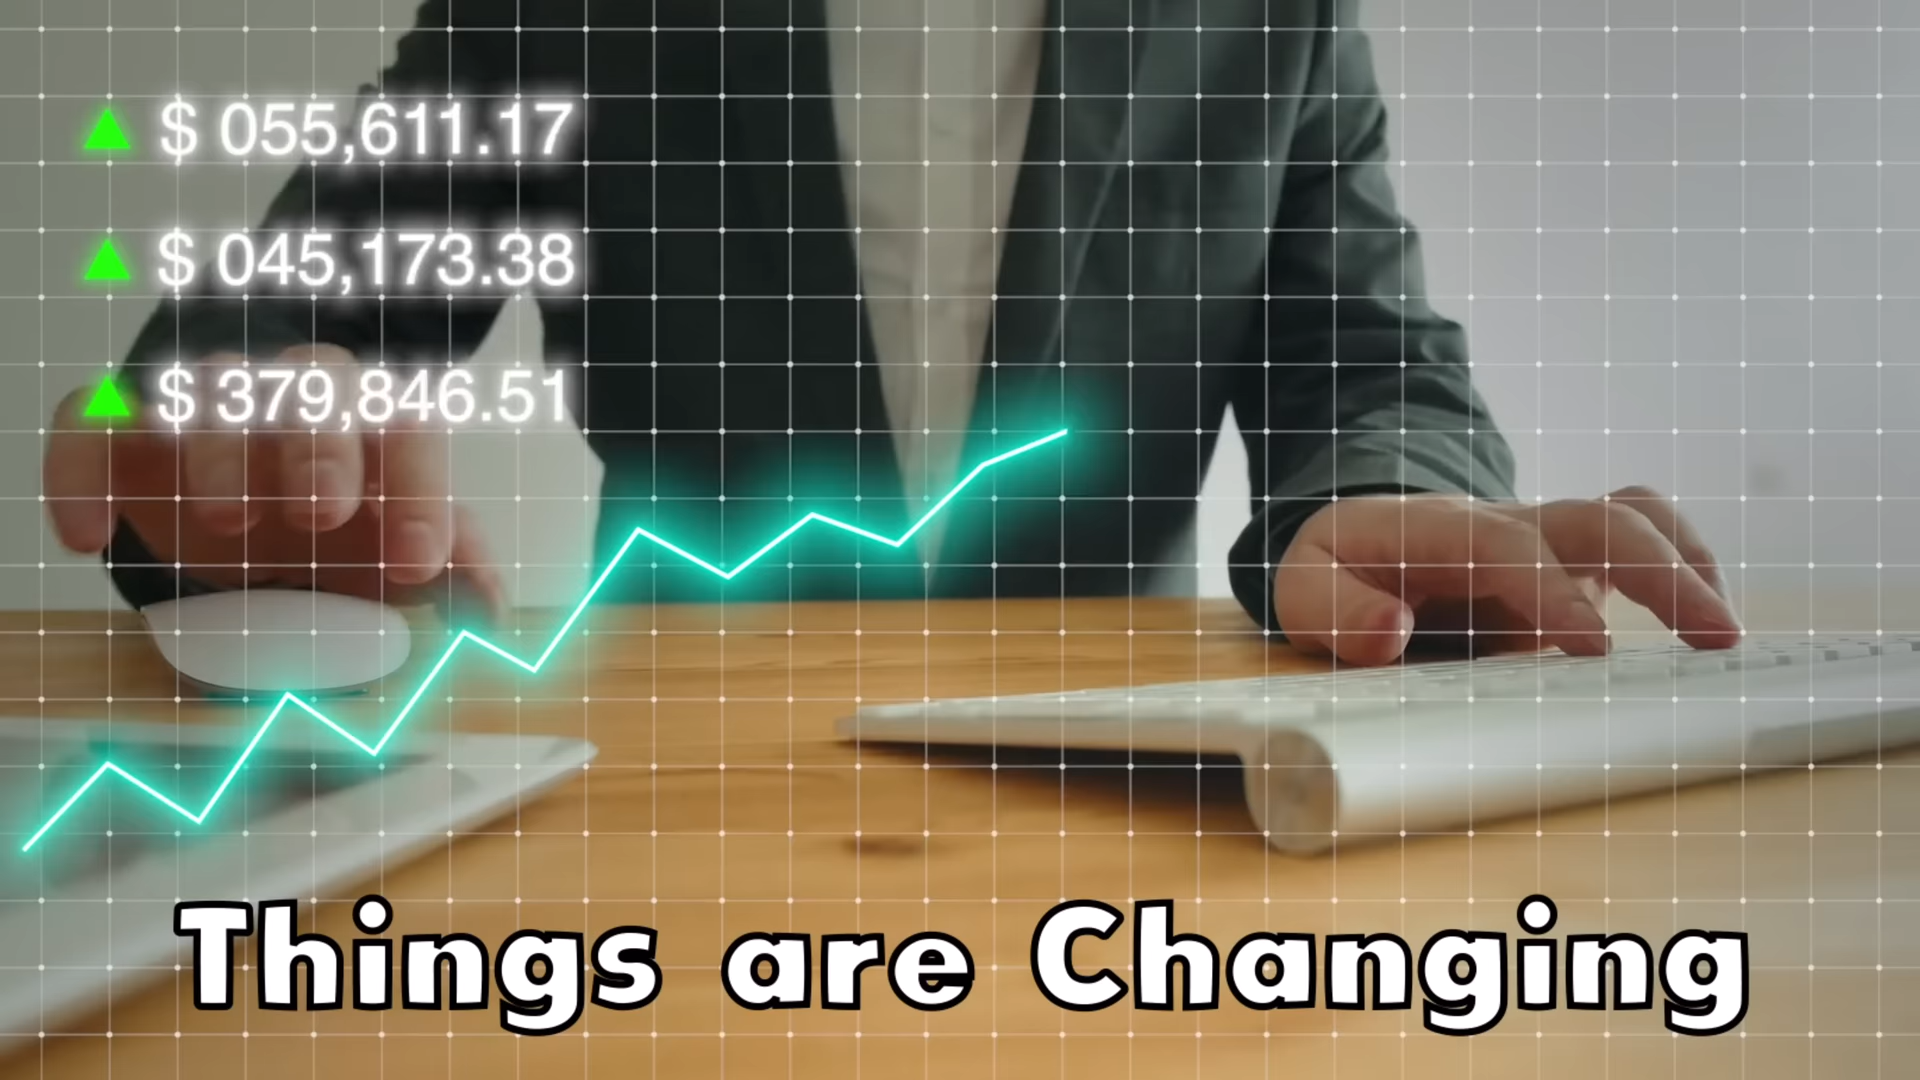 ▲ $ 055,611.17
▲ $ 045,173.38
▲ $ 379,846.51
Things are Changing